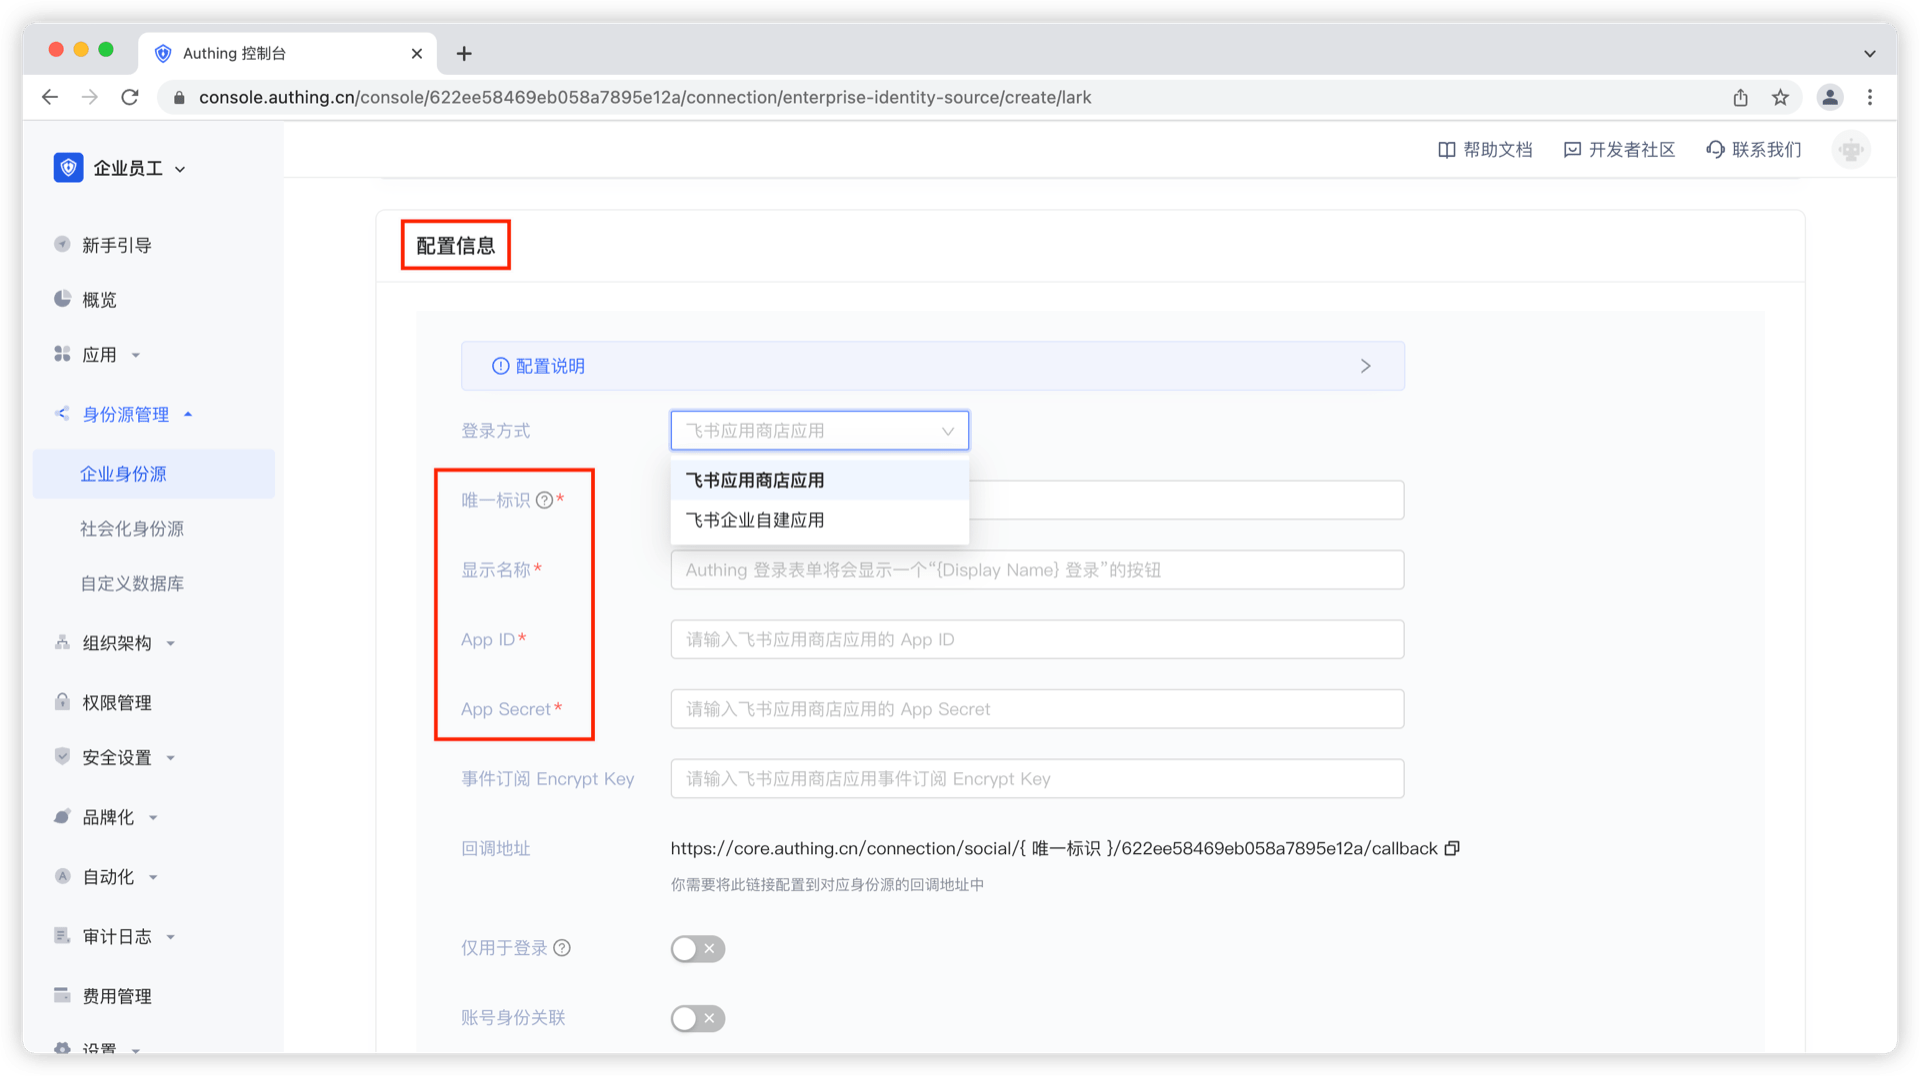 Authing 控制台
console.authing.cn/console/622ee58469eb058a7895e12a/connection/enterprise-identity-source/create/lark
企业员工
帮助文档 开发者社区 联系我们
新手引导
概览
应用
身份源管理
企业身份源
社会化身份源
自定义数据库
组织架构
权限管理
安全设置
品牌化
自动化
审计日志
费用管理
设置
配置信息
配置说明
登录方式 飞书应用商店应用
飞书应用商店应用
飞书企业自建应用
唯一标识 *
显示名称* Authing 登录表单将会显示一个“{Display Name} 登录”的按钮
App ID* 请输入飞书应用商店应用的 App ID
App Secret* 请输入飞书应用商店应用的 App Secret
事件订阅 Encrypt Key 请输入飞书应用商店应用事件订阅 Encrypt Key
回调地址 https://core.authing.cn/connection/social/{ 唯一标识 }/622ee58469eb058a7895e12a/callback
你需要将此链接配置到对应身份源的回调地址中
仅用于登录
账号身份关联